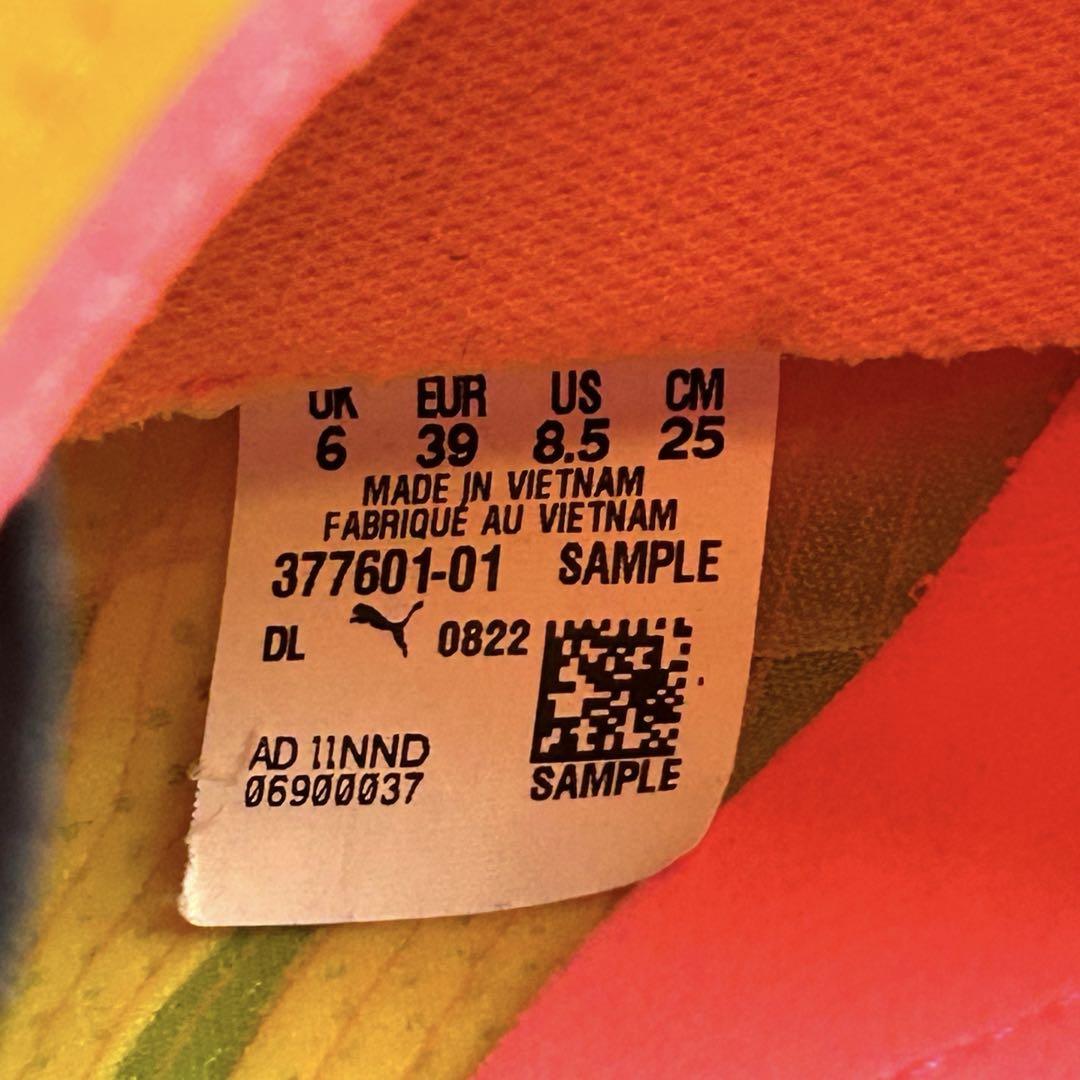 UK EUR US CM
6 39 8.5 25
MADE IN VIETNAM
FABRIQUÉ AU VIETNAM
377601-01 SAMPLE
DL 0822
AD 11NND
06900037
SAMPLE